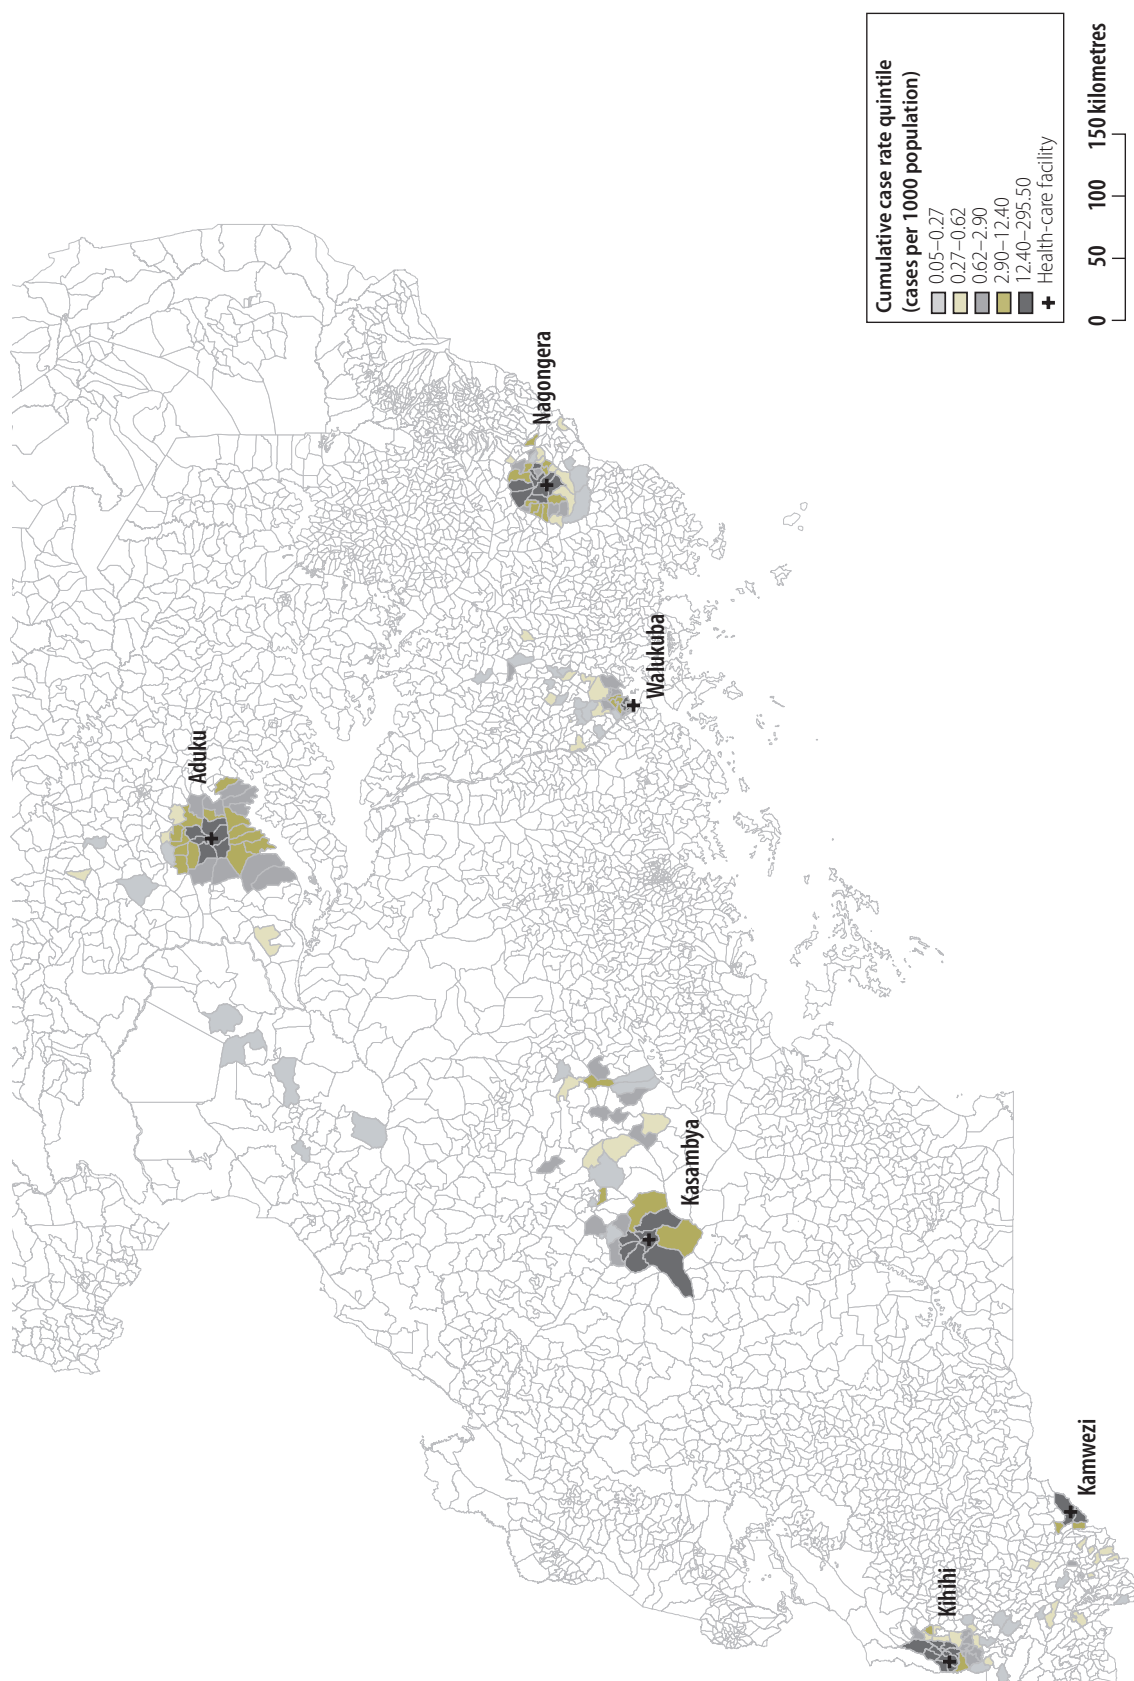 Aduku
Nagongera
Walukuba
Kasambya
Kihihi
Kamwezi
Cumulative case rate quintile
(cases per 1000 population)
0.05–0.27
0.27–0.62
0.62–2.90
2.90–12.40
12.40–295.50
Health-care facility
0 50 100 150 kilometres